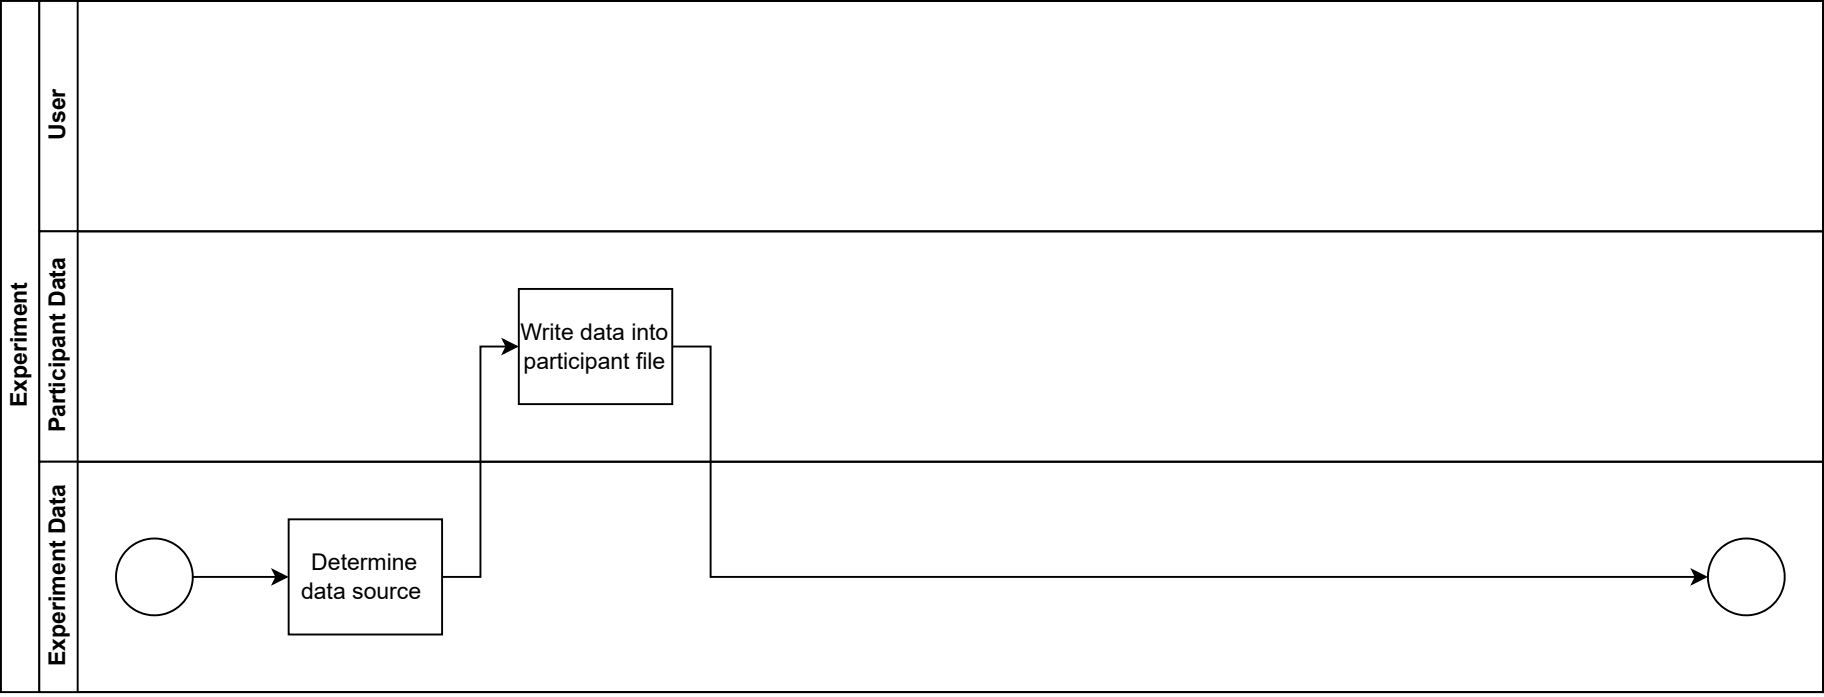 Experiment
User
Participant Data
Write data into
participant file
Experiment Data
Determine
data source